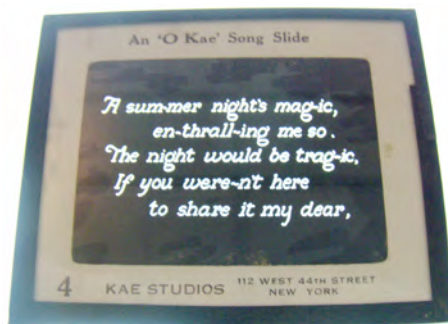 An 'O Kae' Song Slide
A sum-mer night's mag-ic,
en-thrall-ing me so.
The night would be trag-ic,
If you were-n't here
to share it my dear,
4 KAE STUDIOS 112 WEST 44TH STREET
NEW YORK